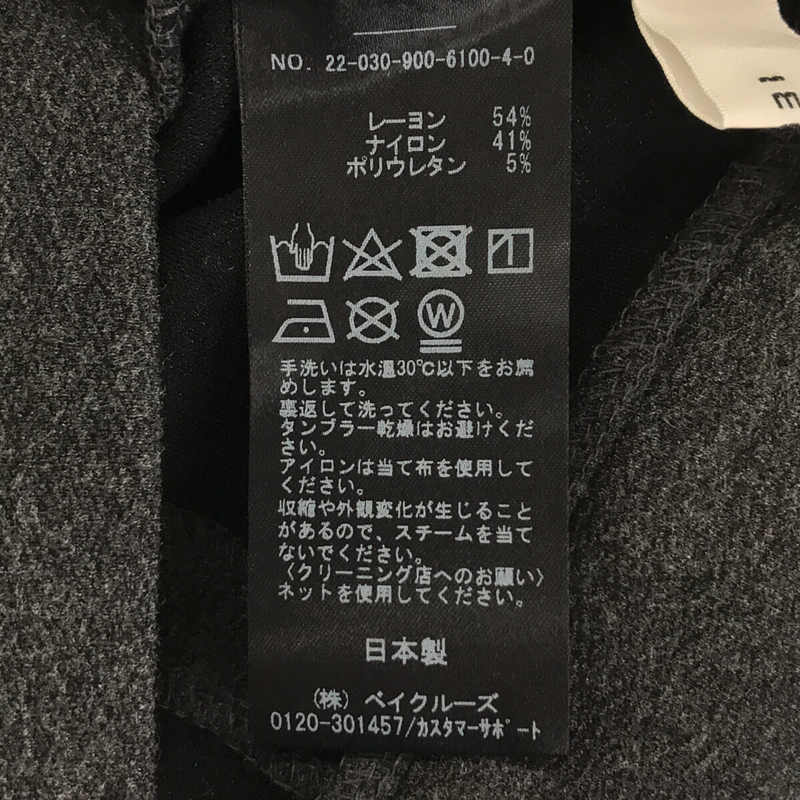 NO. 22-030-900-6100-4-0
レーヨン 54%
ナイロン 41%
ポリウレタン 5%
W
手洗いは水温30℃以下をお薦
めします。
裏返して洗ってください。
タンブラー乾燥はお避けくだ
さい。
アイロンは当て布を使用して
ください。
収縮や外観変化が生じること
があるので、スチームを当て
ないでください。
〈クリーニング店へのお願い〉
ネットを使用してください。
日本製
（株）ベイクルーズ
0120-301457/ｶｽﾀﾏｰｻﾎﾟｰﾄ